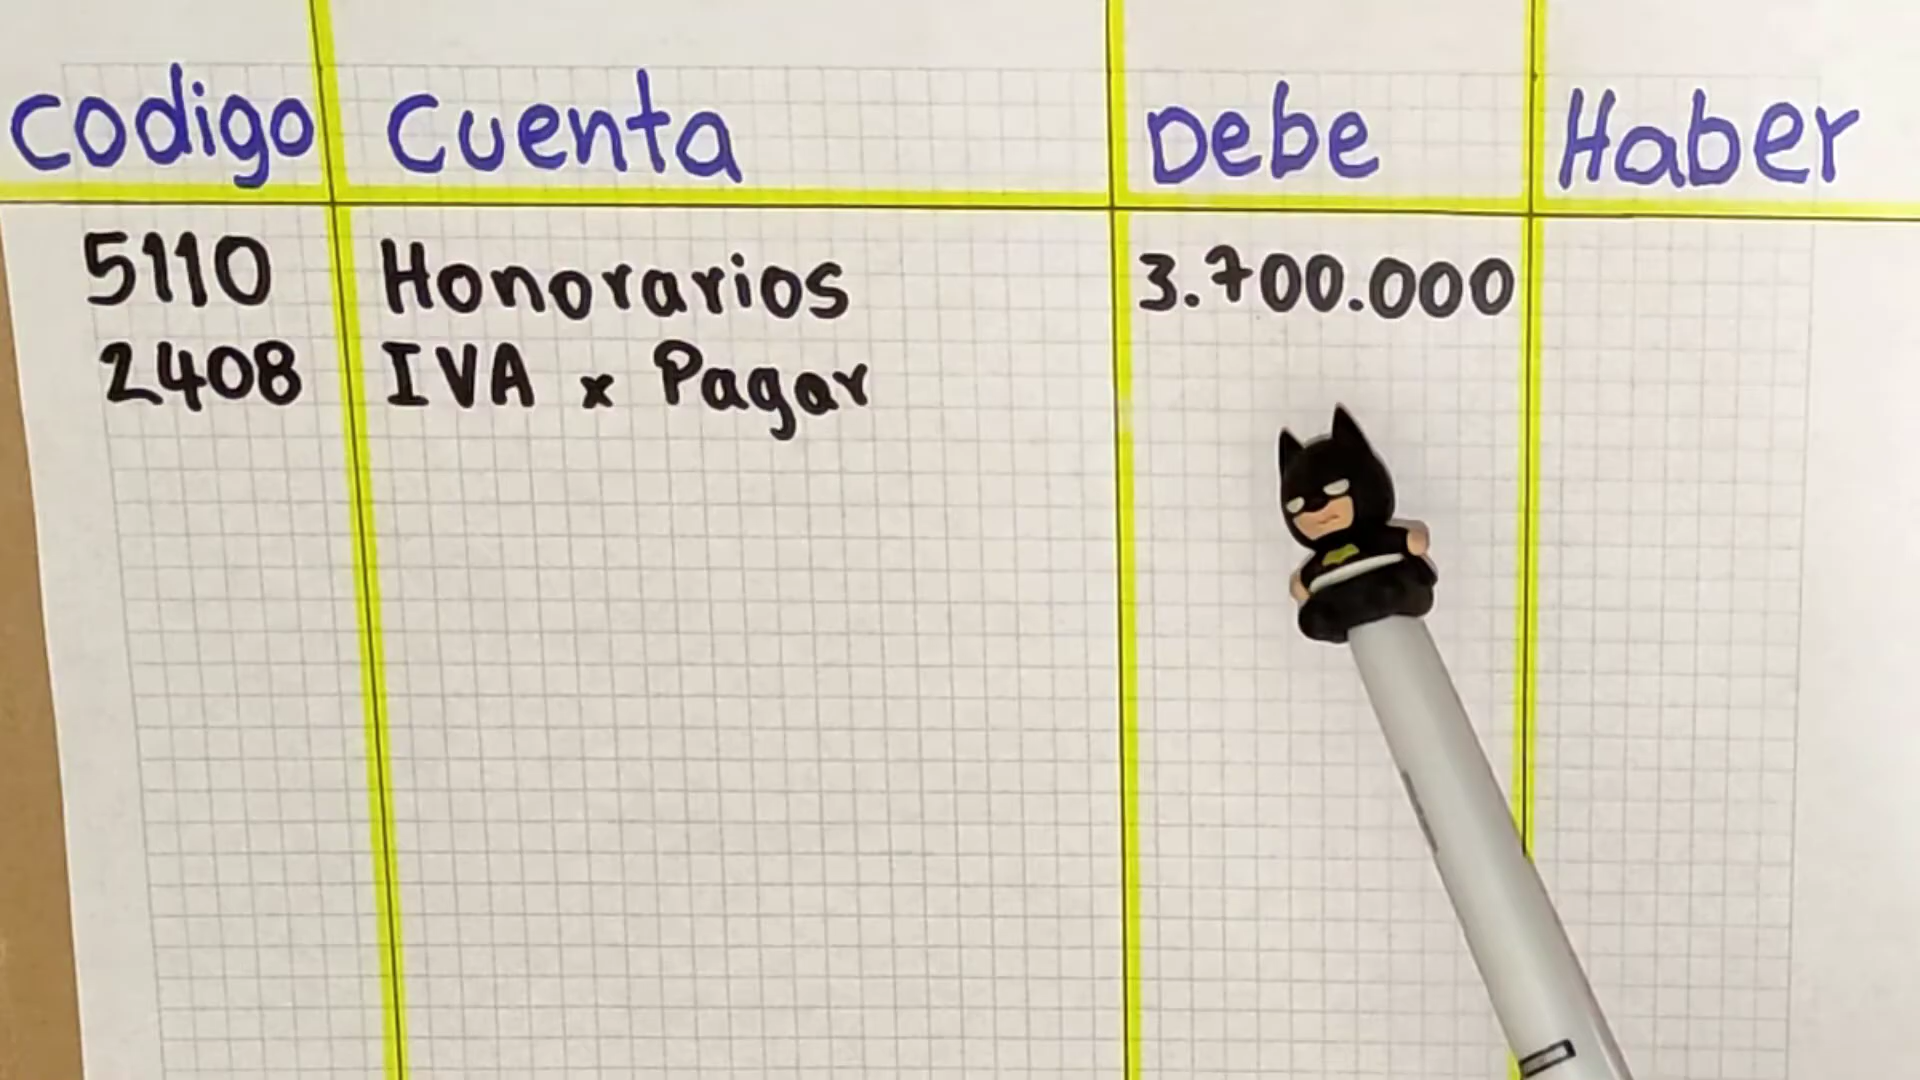 Codigo Cuenta Debe Haber
5110 Honorarios 3.700.000
2408 IVA x Pagar